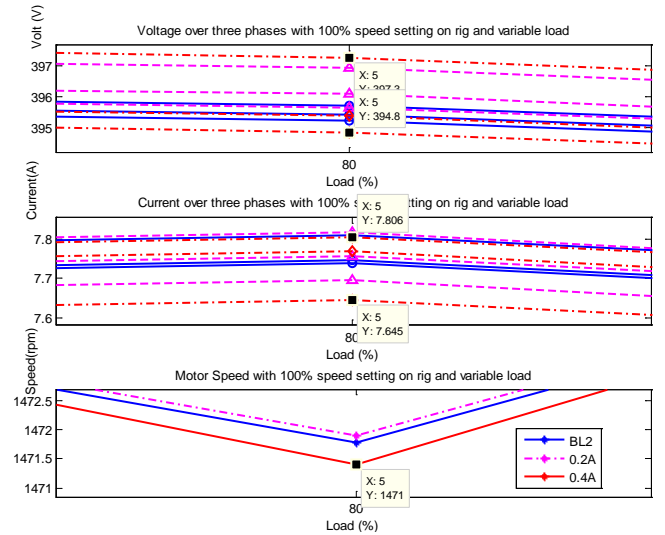 Voltage over three phases with 100% speed setting on rig and variable load
Volt (V)
397
396
395
X: 5
Y: 397.3
X: 5
Y: 394.8
80
Load (%)
Current over three phases with 100% speed setting on rig and variable load
Current(A)
7.8
7.7
7.6
X: 5
Y: 7.806
X: 5
Y: 7.645
80
Load (%)
Motor Speed with 100% speed setting on rig and variable load
Speed(rpm)
1472.5
1472
1471.5
1471
X: 5
Y: 1471
80
Load (%)
BL2
0.2A
0.4A